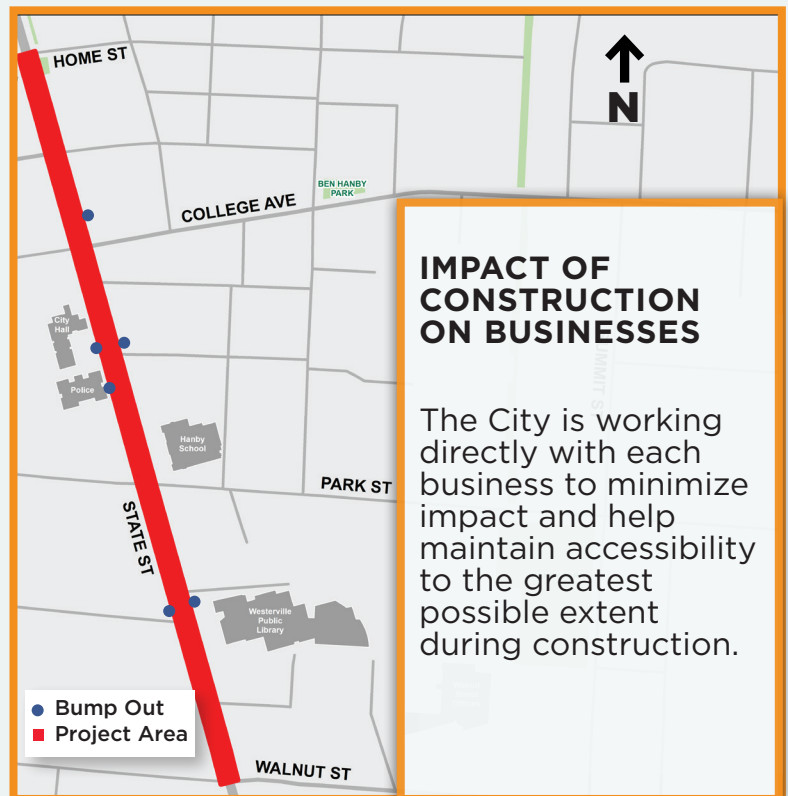 HOME ST
N
BEN HANBY
PARK
COLLEGE AVE
IMPACT OF
CONSTRUCTION
ON BUSINESSES
City
Hall
Police
The City is working
directly with each
business to minimize
impact and help
maintain accessibility
to the greatest
possible extent
during construction.
Hanby
School
PARK ST
STATE ST
Westerville
Public
Library
Bump Out
Project Area
WALNUT ST